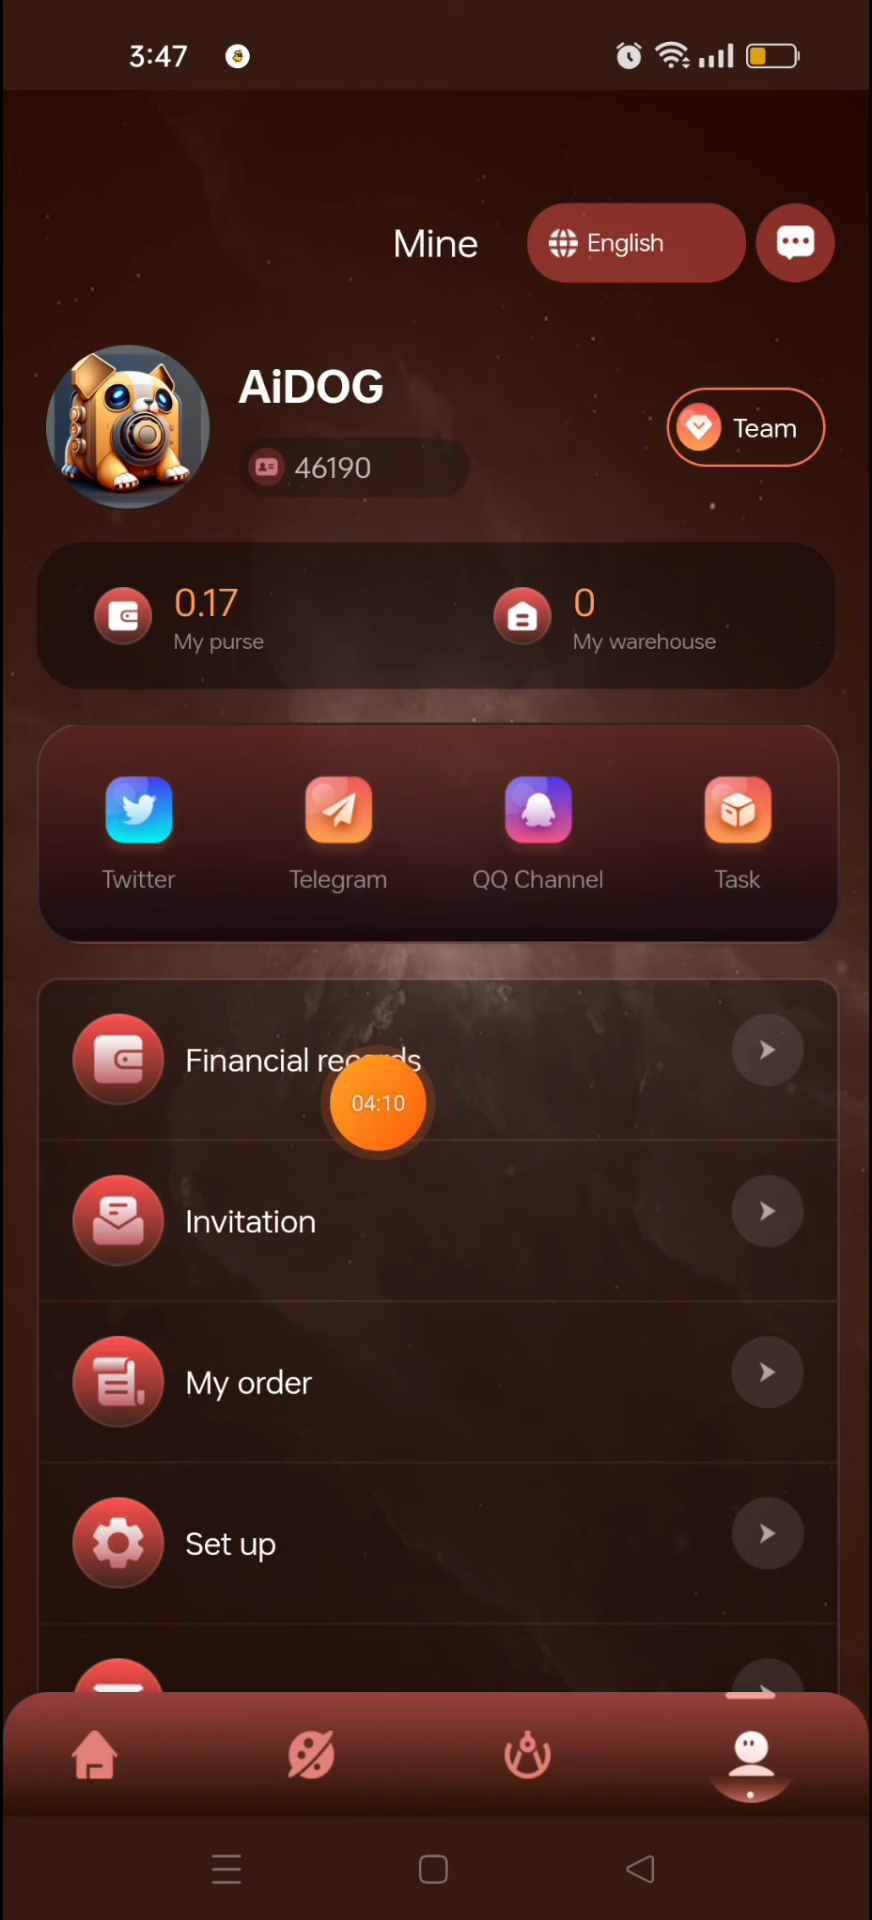 3:47
Mine
English
AiDOG
46190
Team
0.17
My purse
0
My warehouse
Twitter
Telegram
QQ Channel
Task
Financial records
04:10
Invitation
My order
Set up